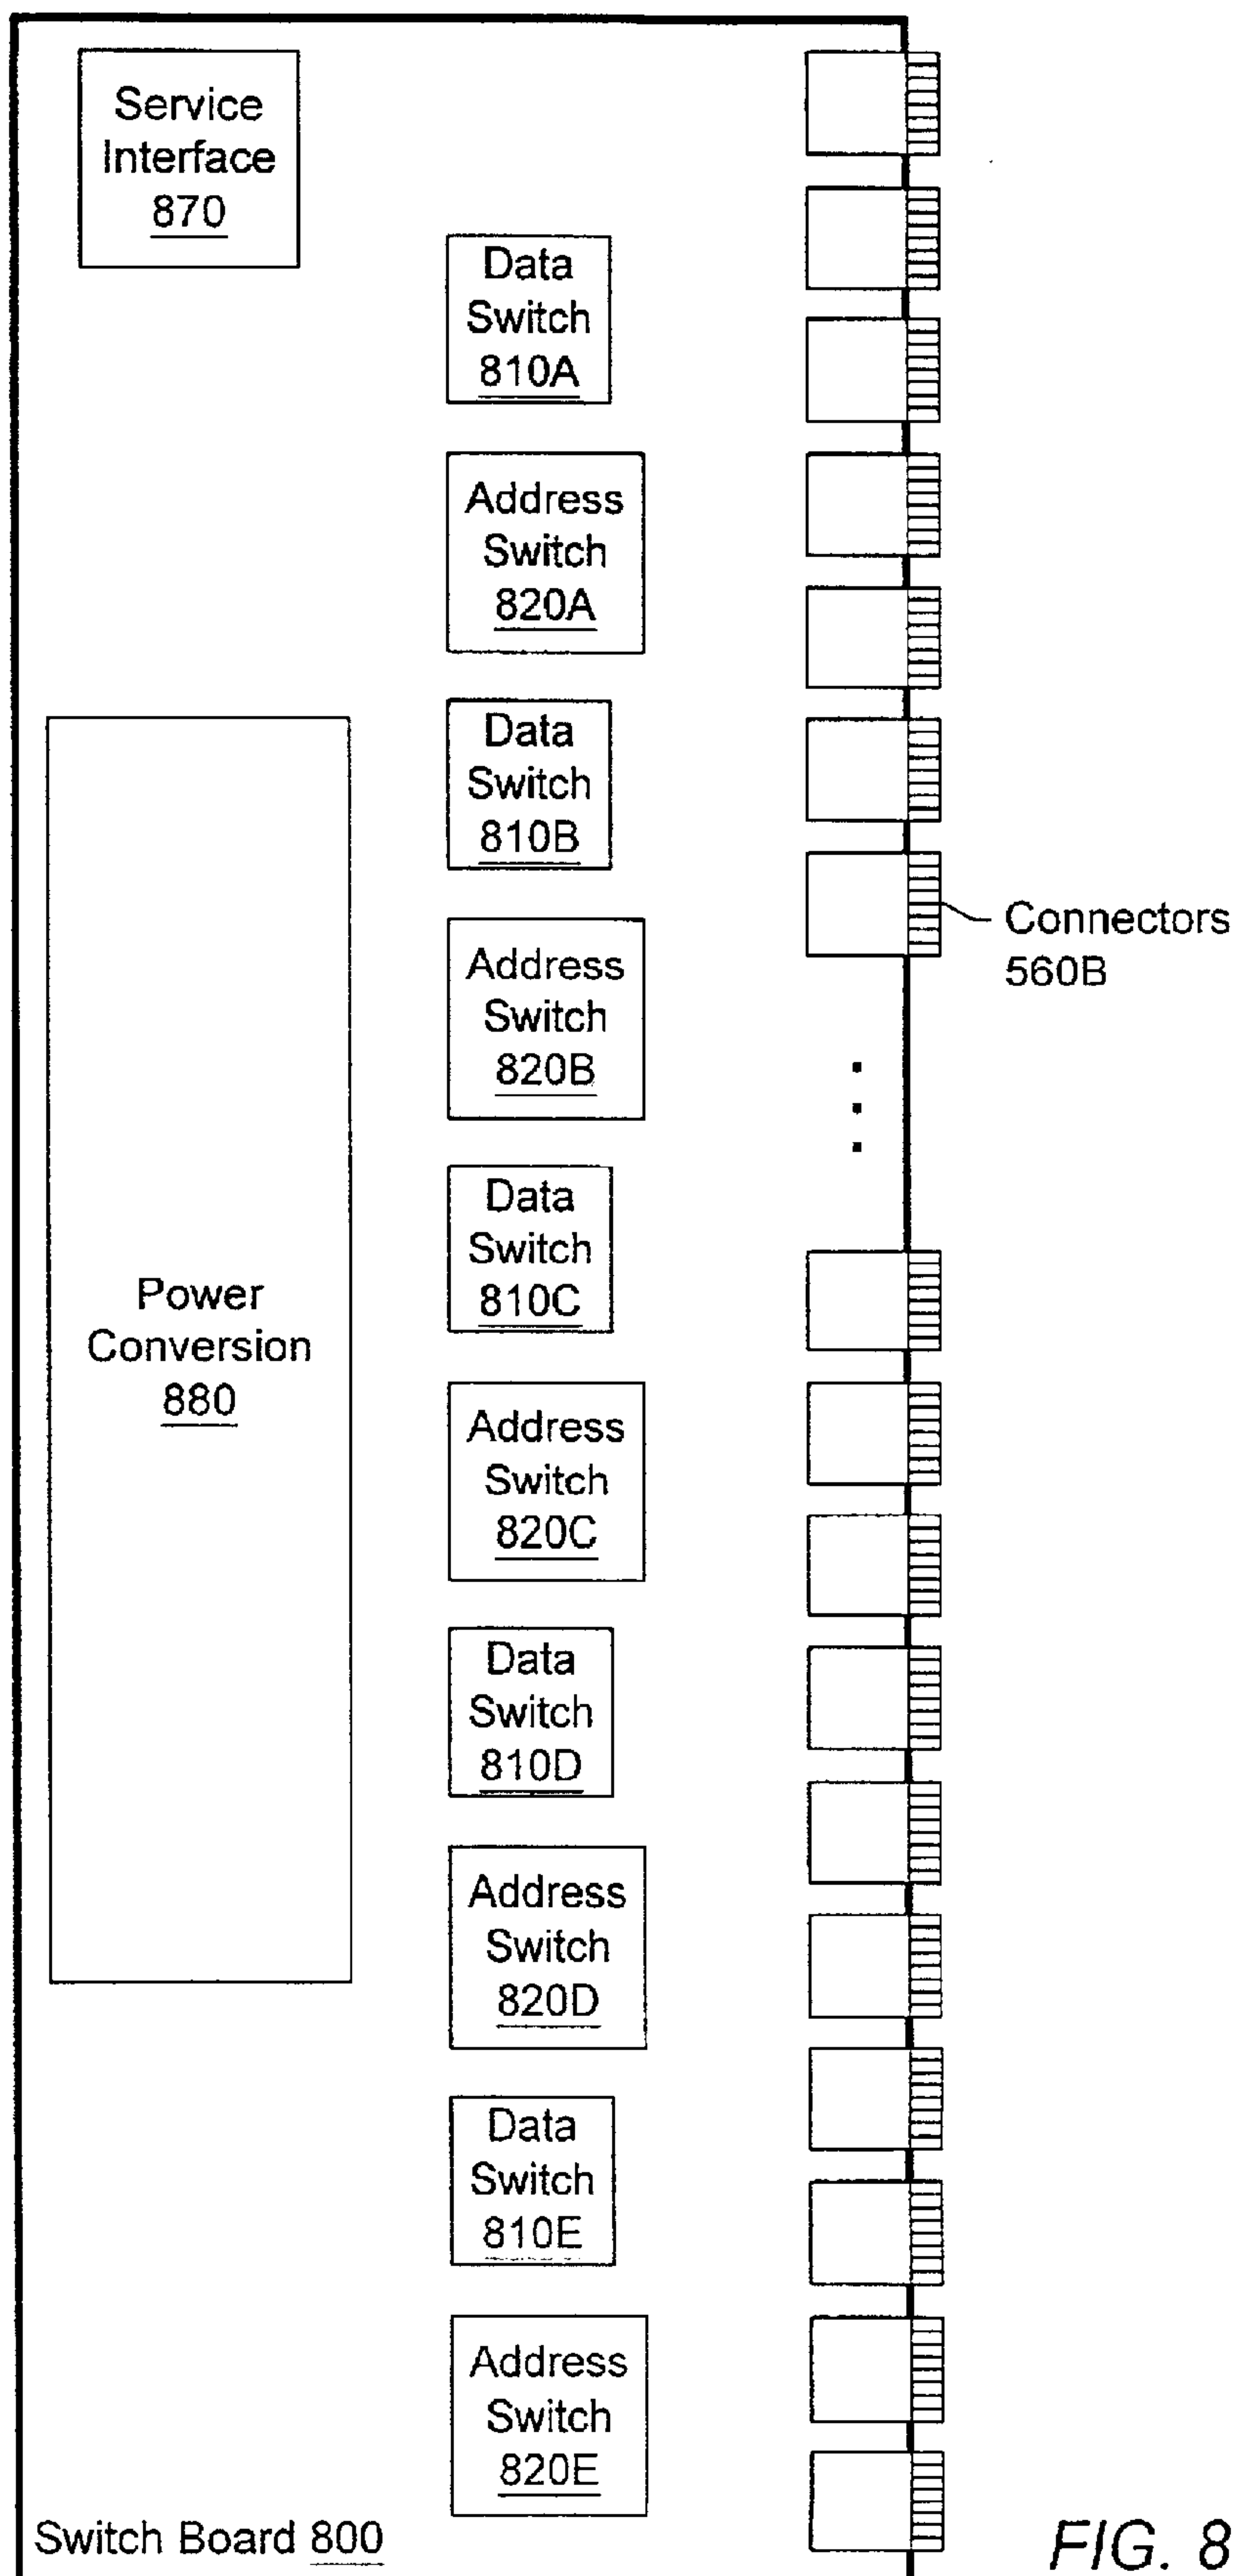 Service
Interface
870
Data
Switch
810A
Address
Switch
820A
Data
Switch
810B
Connectors
560B
Address
Switch
820B
Data
Switch
810C
Power
Conversion
880
Address
Switch
820C
Data
Switch
810D
Address
Switch
820D
Data
Switch
810E
Address
Switch
820E
Switch Board 800
FIG. 8